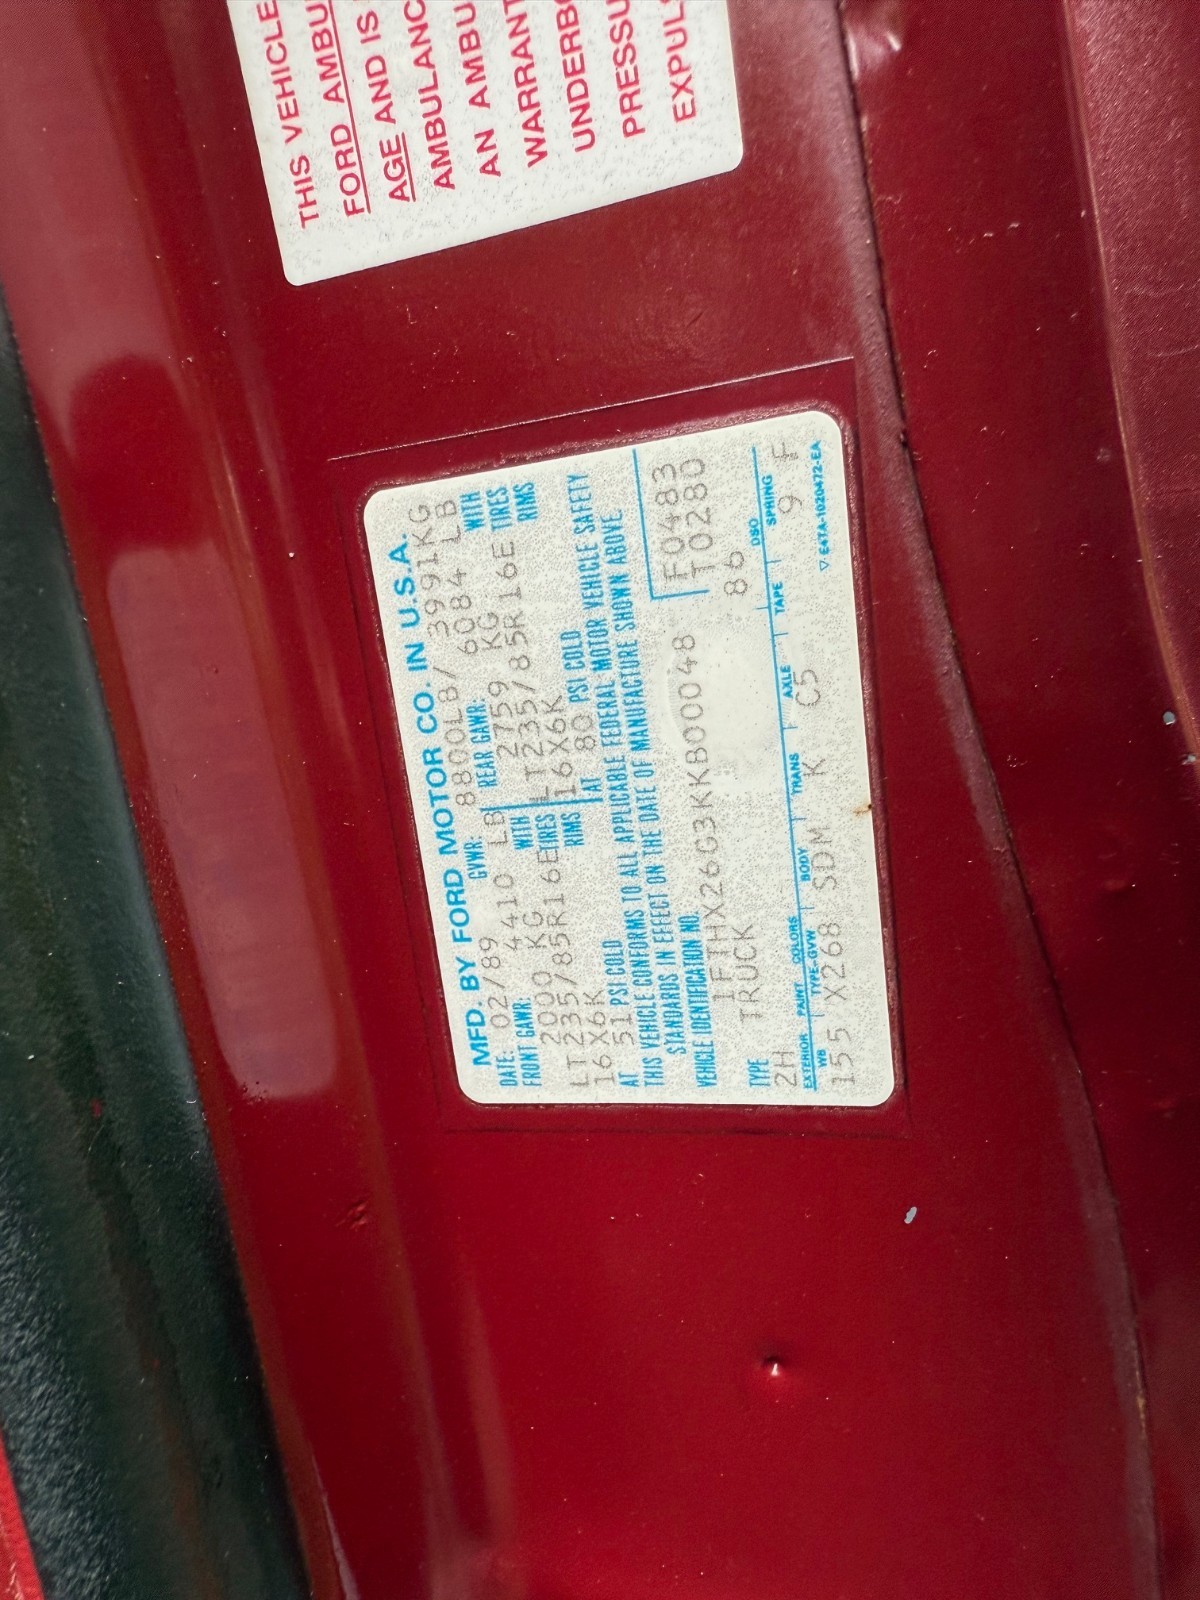 THIS VEHICLE
FORD AMBU
AGE AND IS
AMBULANC
AN AMBU
WARRANT
UNDERB
PRESSU
EXPUL
MFD. BY FORD MOTOR CO. IN U.S.A.
DATE: 02/89 GVWR: 8800LB/ 3991KG
FRONT GAWR: 4410 LB REAR GAWR: 6084 LB
2000 KG WITH 2759 KG WITH
LT235/85R16E TIRES LT235/85R16E TIRES
16X6K RIMS 16X6K RIMS
AT 51 PSI COLD AT 80 PSI COLD
THIS VEHICLE CONFORMS TO ALL APPLICABLE FEDERAL MOTOR VEHICLE SAFETY
STANDARDS IN EFFECT ON THE DATE OF MANUFACTURE SHOWN ABOVE
VEHICLE IDENTIFICATION NO.
1FTHX26G3KKB00048 F0483
TYPE TRUCK T0280
2H 86
EXTERIOR PAINT COLORS DSO
WB TYPE-GVW BODY TRANS AXLE TAPE SPRING
155 X268 SDM K C5 9 F
▽-E4TA-1020472-EA